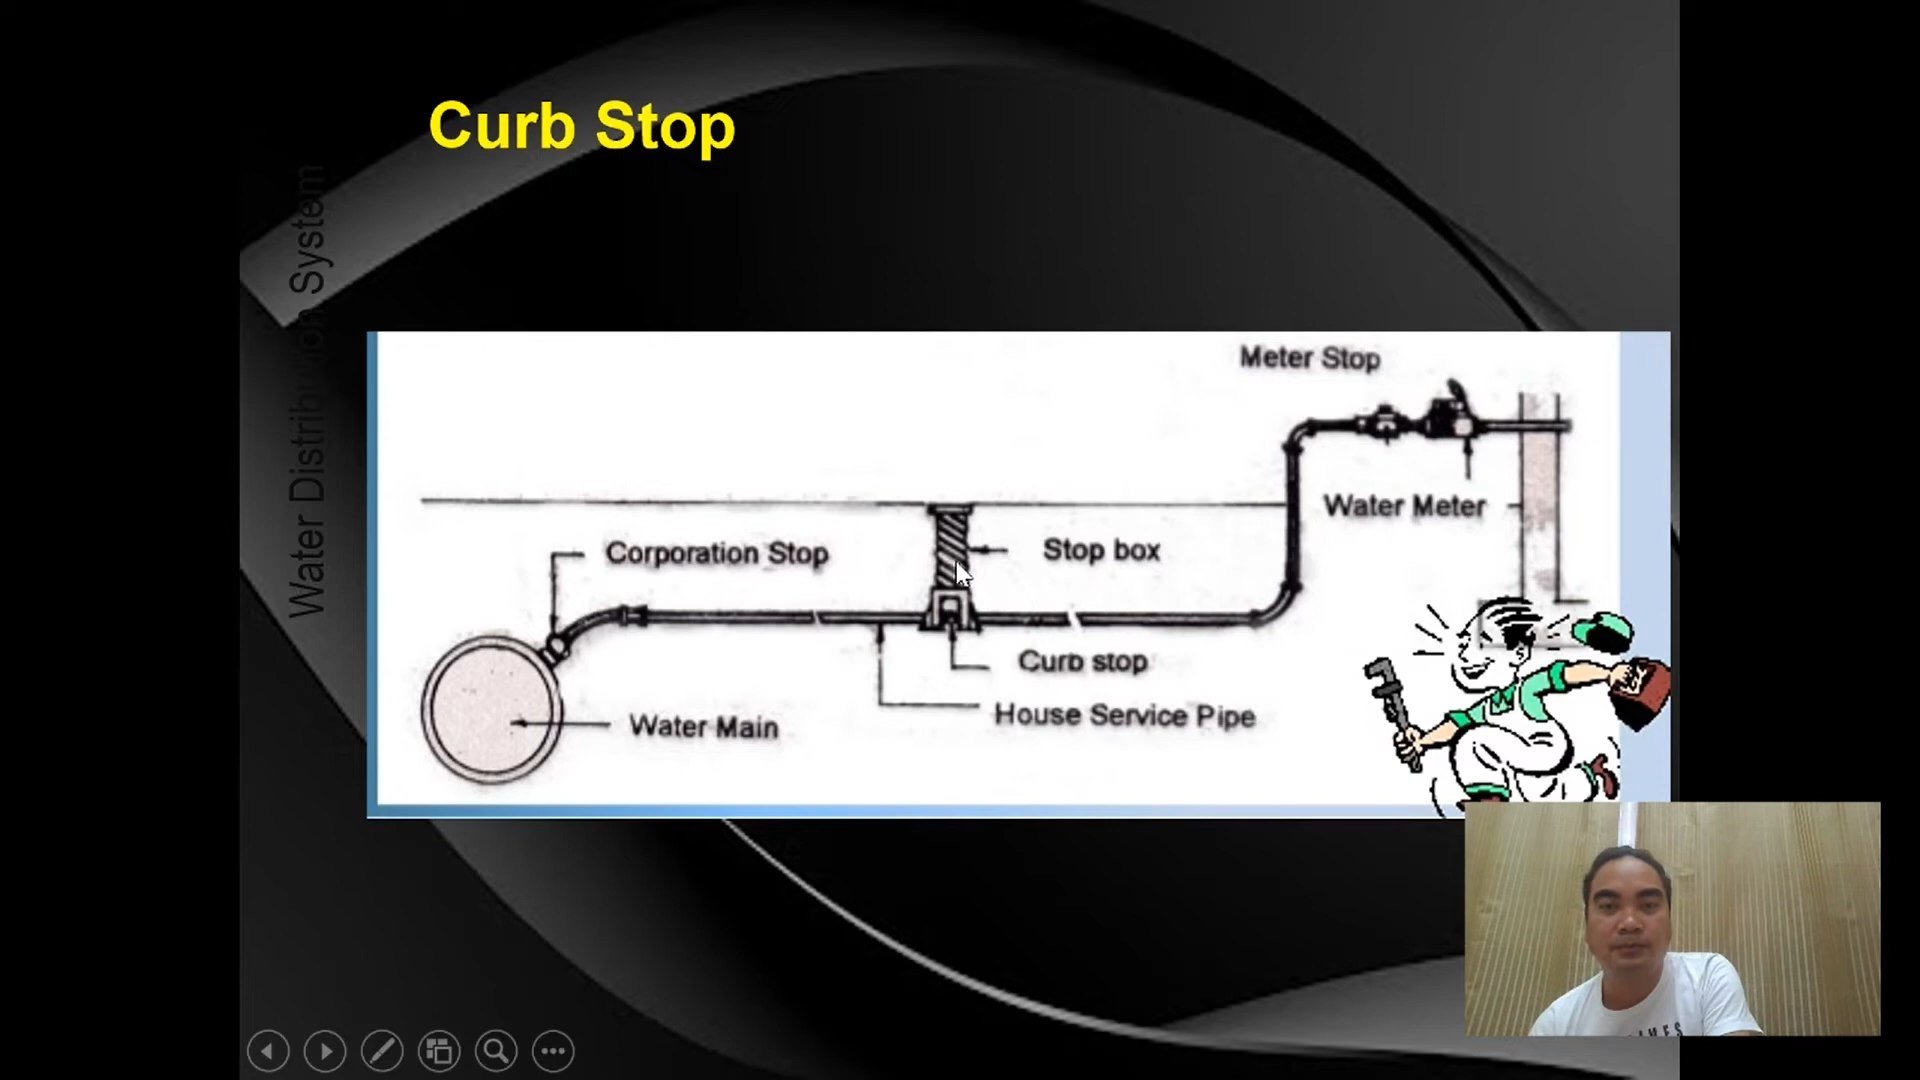 Curb Stop
Water Distribution System
Meter Stop
Water Meter
Corporation Stop
Stop box
Curb stop
House Service Pipe
Water Main